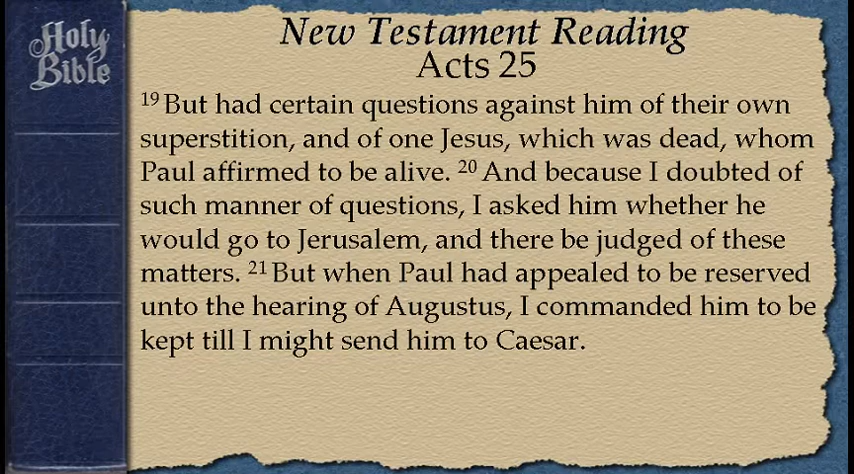 Holy
Bible
New Testament Reading
Acts 25
19 But had certain questions against him of their own
superstition, and of one Jesus, which was dead, whom
Paul affirmed to be alive. 20 And because I doubted of
such manner of questions, I asked him whether he
would go to Jerusalem, and there be judged of these
matters. 21 But when Paul had appealed to be reserved
unto the hearing of Augustus, I commanded him to be
kept till I might send him to Caesar.